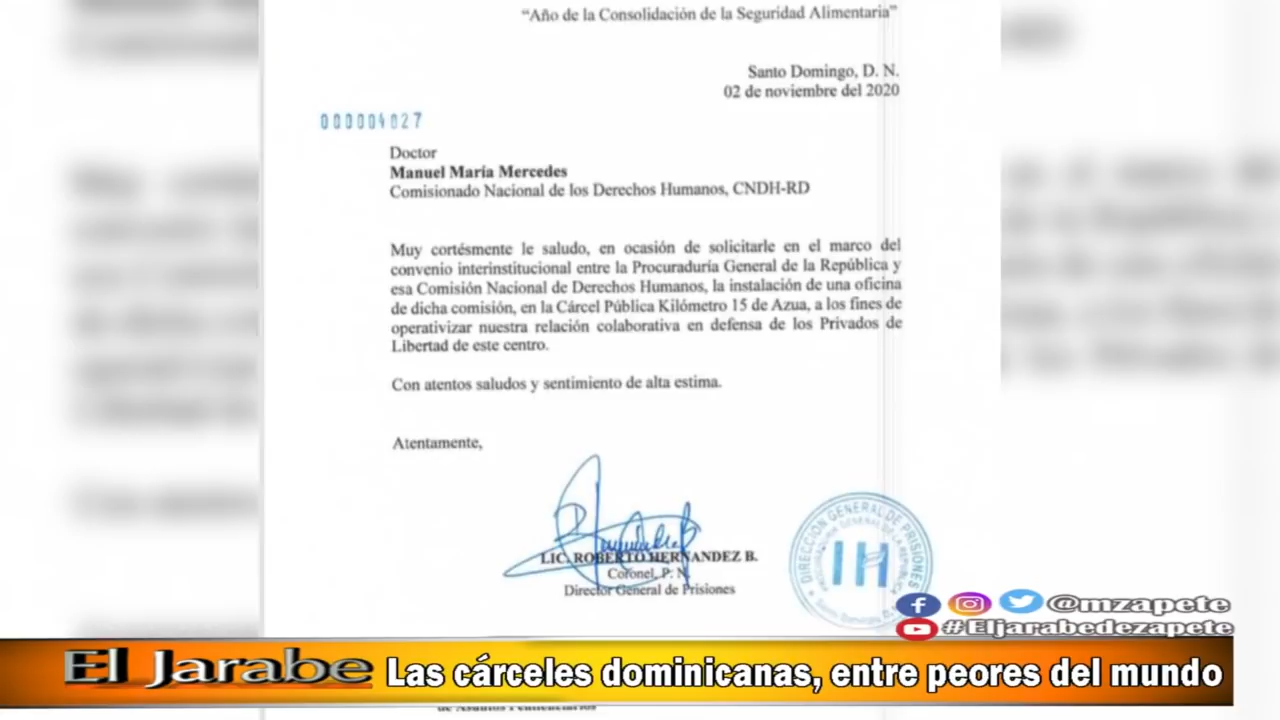 “Año de la Consolidación de la Seguridad Alimentaria”
Santo Domingo, D. N.
02 de noviembre del 2020
000004027
Doctor
Manuel María Mercedes
Comisionado Nacional de los Derechos Humanos, CNDH-RD
Muy cortésmente le saludo, en ocasión de solicitarle en el marco del
convenio interinstitucional entre la Procuraduría General de la República y
esa Comisión Nacional de Derechos Humanos, la instalación de una oficina
de dicha comisión, en la Cárcel Pública Kilómetro 15 de Azua, a los fines de
operativizar nuestra relación colaborativa en defensa de los Privados de
Libertad de este centro.
Con atentos saludos y sentimiento de alta estima.
Atentamente,
LIC. ROBERTO HERNANDEZ B.
Coronel, P. N.
Director General de Prisiones
DIRECCIÓN GENERAL DE PRISIONES
@mzapete
#Eljarabedezapete
El Jarabe Las cárceles dominicanas, entre peores del mundo
de Asuntos Penitenciarios